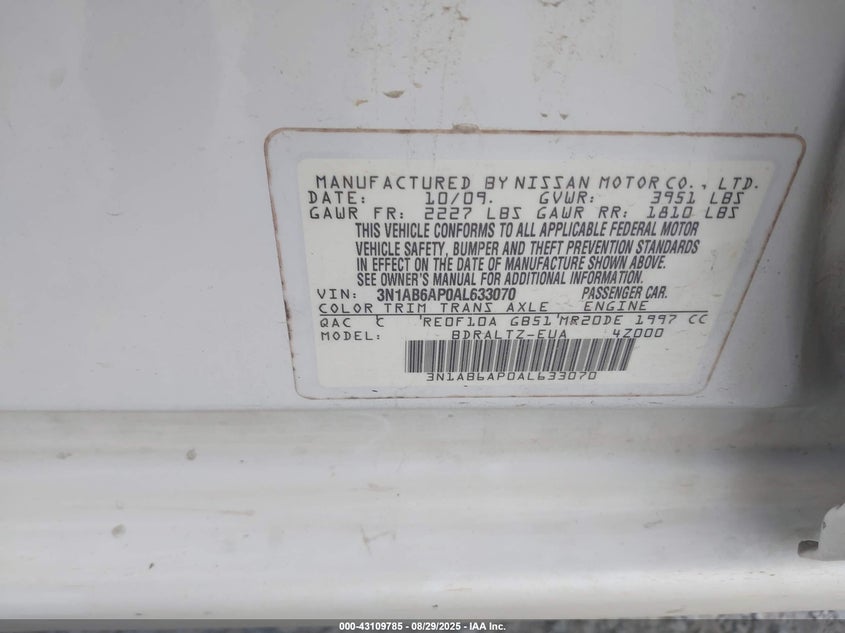 MANUFACTURED BY NISSAN MOTOR CO., LTD.
DATE: 10/09. GVWR: 3951 LBS
GAWR FR: 2227 LBS GAWR RR: 1810 LBS
THIS VEHICLE CONFORMS TO ALL APPLICABLE FEDERAL MOTOR
VEHICLE SAFETY, BUMPER AND THEFT PREVENTION STANDARDS
IN EFFECT ON THE DATE OF MANUFACTURE SHOWN ABOVE.
SEE OWNER'S MANUAL FOR ADDITIONAL INFORMATION.
VIN: 3N1AB6AP0AL633070 PASSENGER CAR.
COLOR TRIM TRANS AXLE ENGINE
QAC C RE0F10A GB51 MR20DE 1997 CC
MODEL: BDRALTZ-EUA 4Z000
3N1AB6AP0AL633070
000-43109785 - 08/29/2025 - IAA Inc.